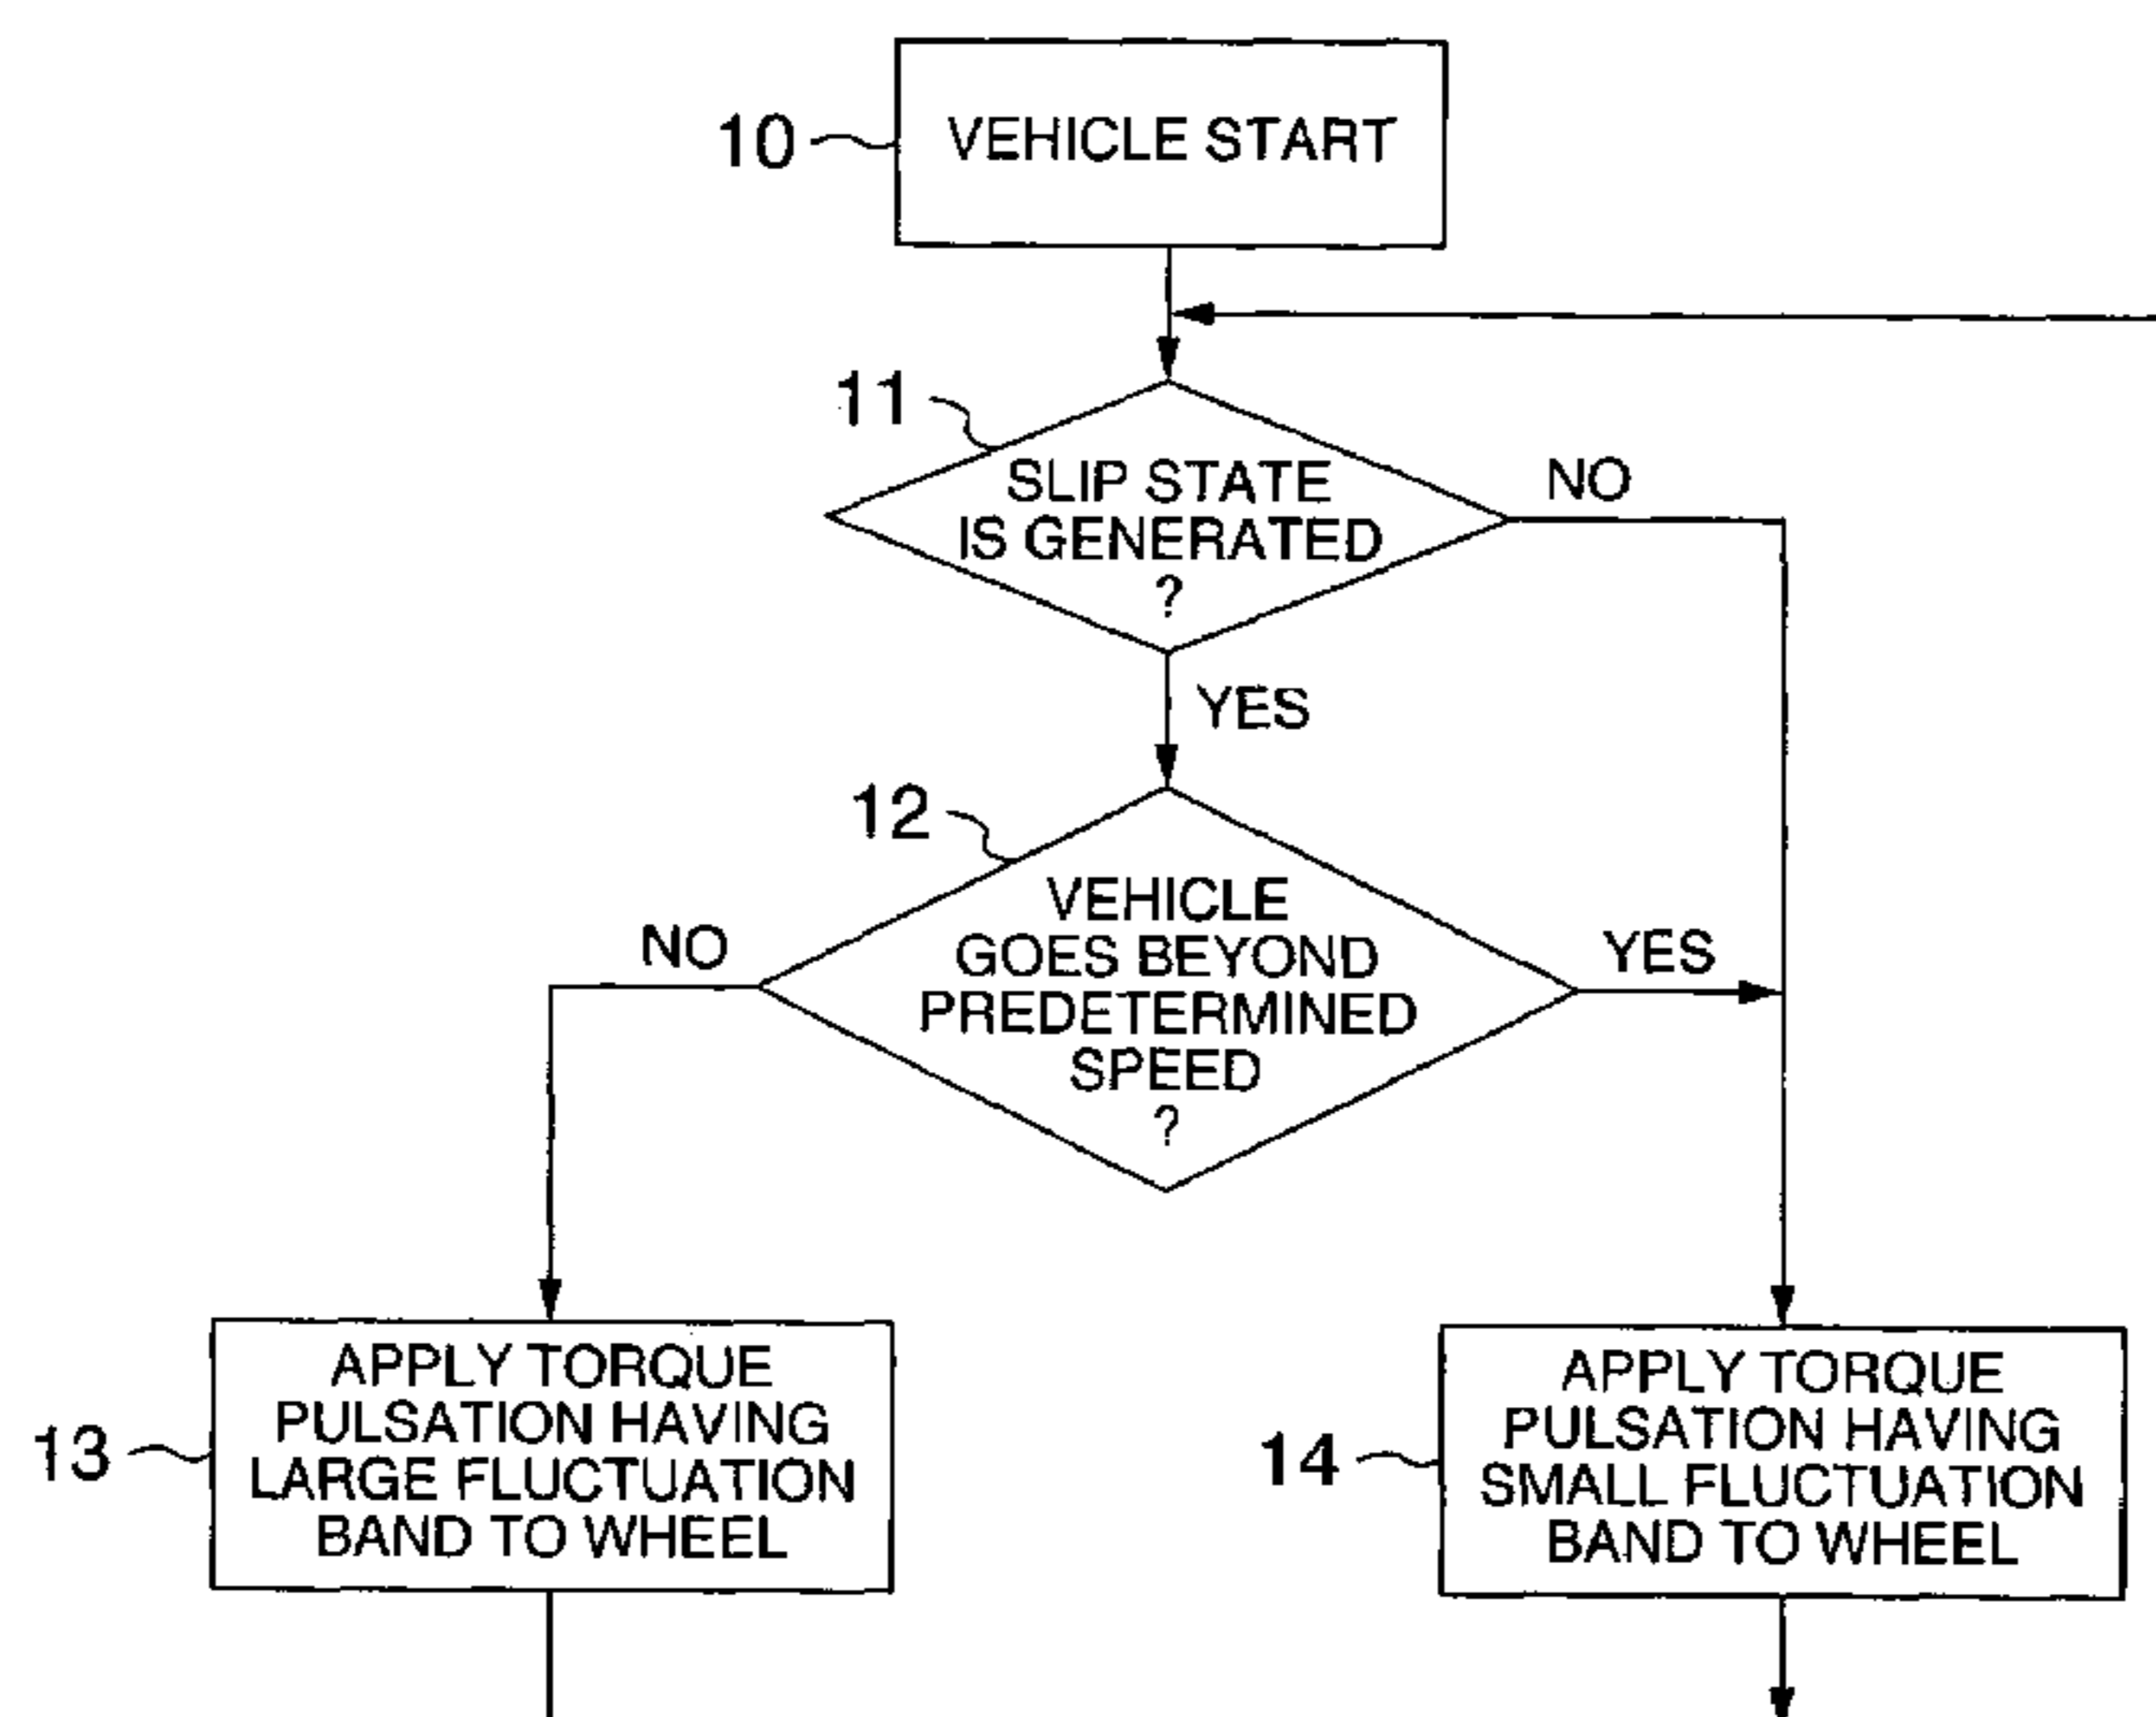 10
VEHICLE START
11
SLIP STATE
IS GENERATED
?
NO
YES
12
VEHICLE
GOES BEYOND
PREDETERMINED
SPEED
?
NO
YES
13
APPLY TORQUE
PULSATION HAVING
LARGE FLUCTUATION
BAND TO WHEEL
14
APPLY TORQUE
PULSATION HAVING
SMALL FLUCTUATION
BAND TO WHEEL